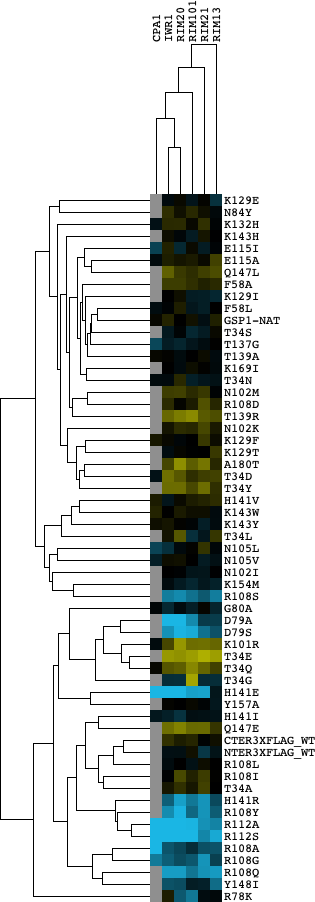 CPA1
IWR1
RIM20
RIM101
RIM21
RIM13
K129E
N84Y
K132H
K143H
E115I
E115A
Q147L
F58A
K129I
F58L
GSP1-NAT
T34S
T137G
T139A
K169I
T34N
N102M
R108D
T139R
N102K
K129F
K129T
A180T
T34D
T34Y
H141V
K143W
K143Y
T34L
N105L
N105V
N102I
K154M
R108S
G80A
D79A
D79S
K101R
T34E
T34Q
T34G
H141E
Y157A
H141I
Q147E
CTER3XFLAG_WT
NTER3XFLAG_WT
R108L
R108I
T34A
H141R
R108Y
R112A
R112S
R108A
R108G
R108Q
Y148I
R78K